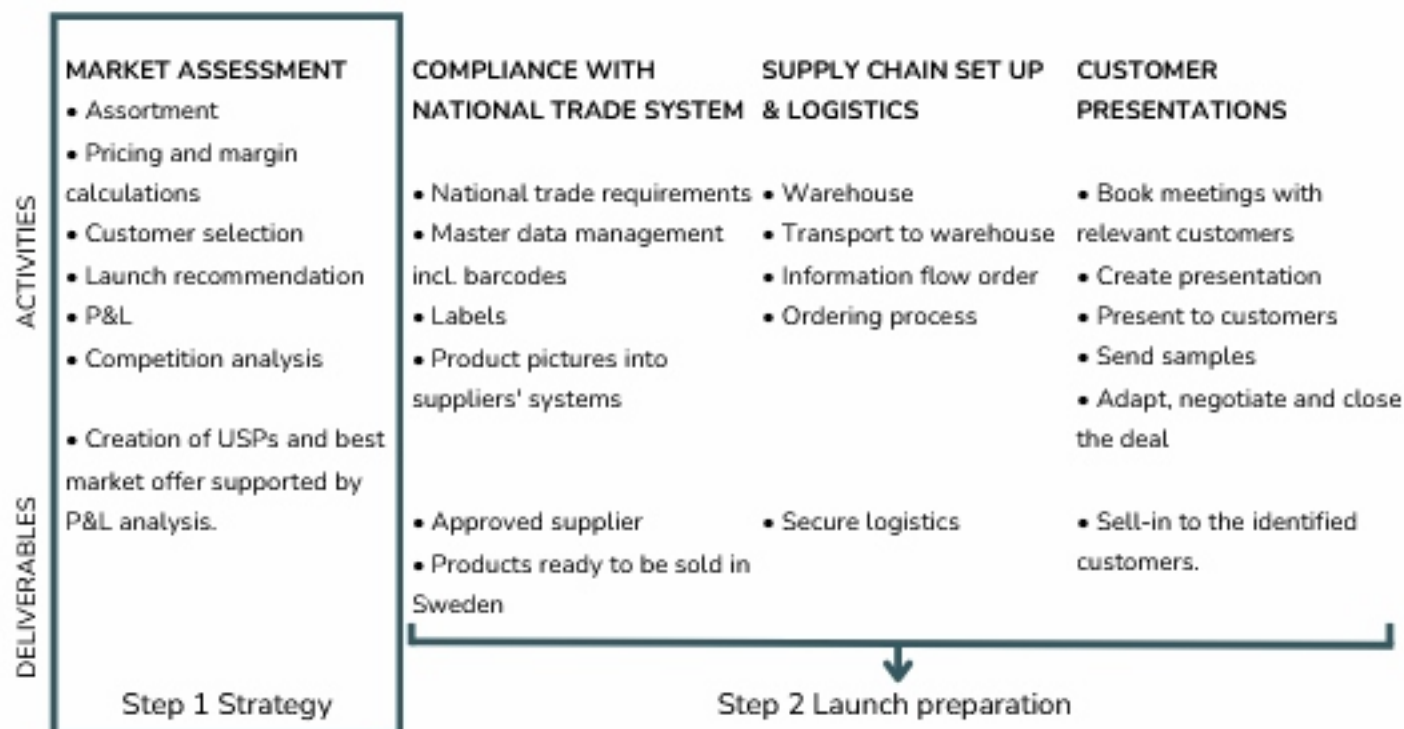 ACTIVITIES
DELIVERABLES
MARKET ASSESSMENT
• Assortment
• Pricing and margin
calculations
• Customer selection
• Launch recommendation
• P&L
• Competition analysis
• Creation of USPs and best
market offer supported by
P&L analysis.
Step 1 Strategy
COMPLIANCE WITH
NATIONAL TRADE SYSTEM
• National trade requirements
• Master data management
incl. barcodes
• Labels
• Product pictures into
suppliers' systems
• Approved supplier
• Products ready to be sold in
Sweden
SUPPLY CHAIN SET UP
& LOGISTICS
• Warehouse
• Transport to warehouse
• Information flow order
• Ordering process
• Secure logistics
CUSTOMER
PRESENTATIONS
• Book meetings with
relevant customers
• Create presentation
• Present to customers
• Send samples
• Adapt, negotiate and close
the deal
• Sell-in to the identified
customers.
Step 2 Launch preparation